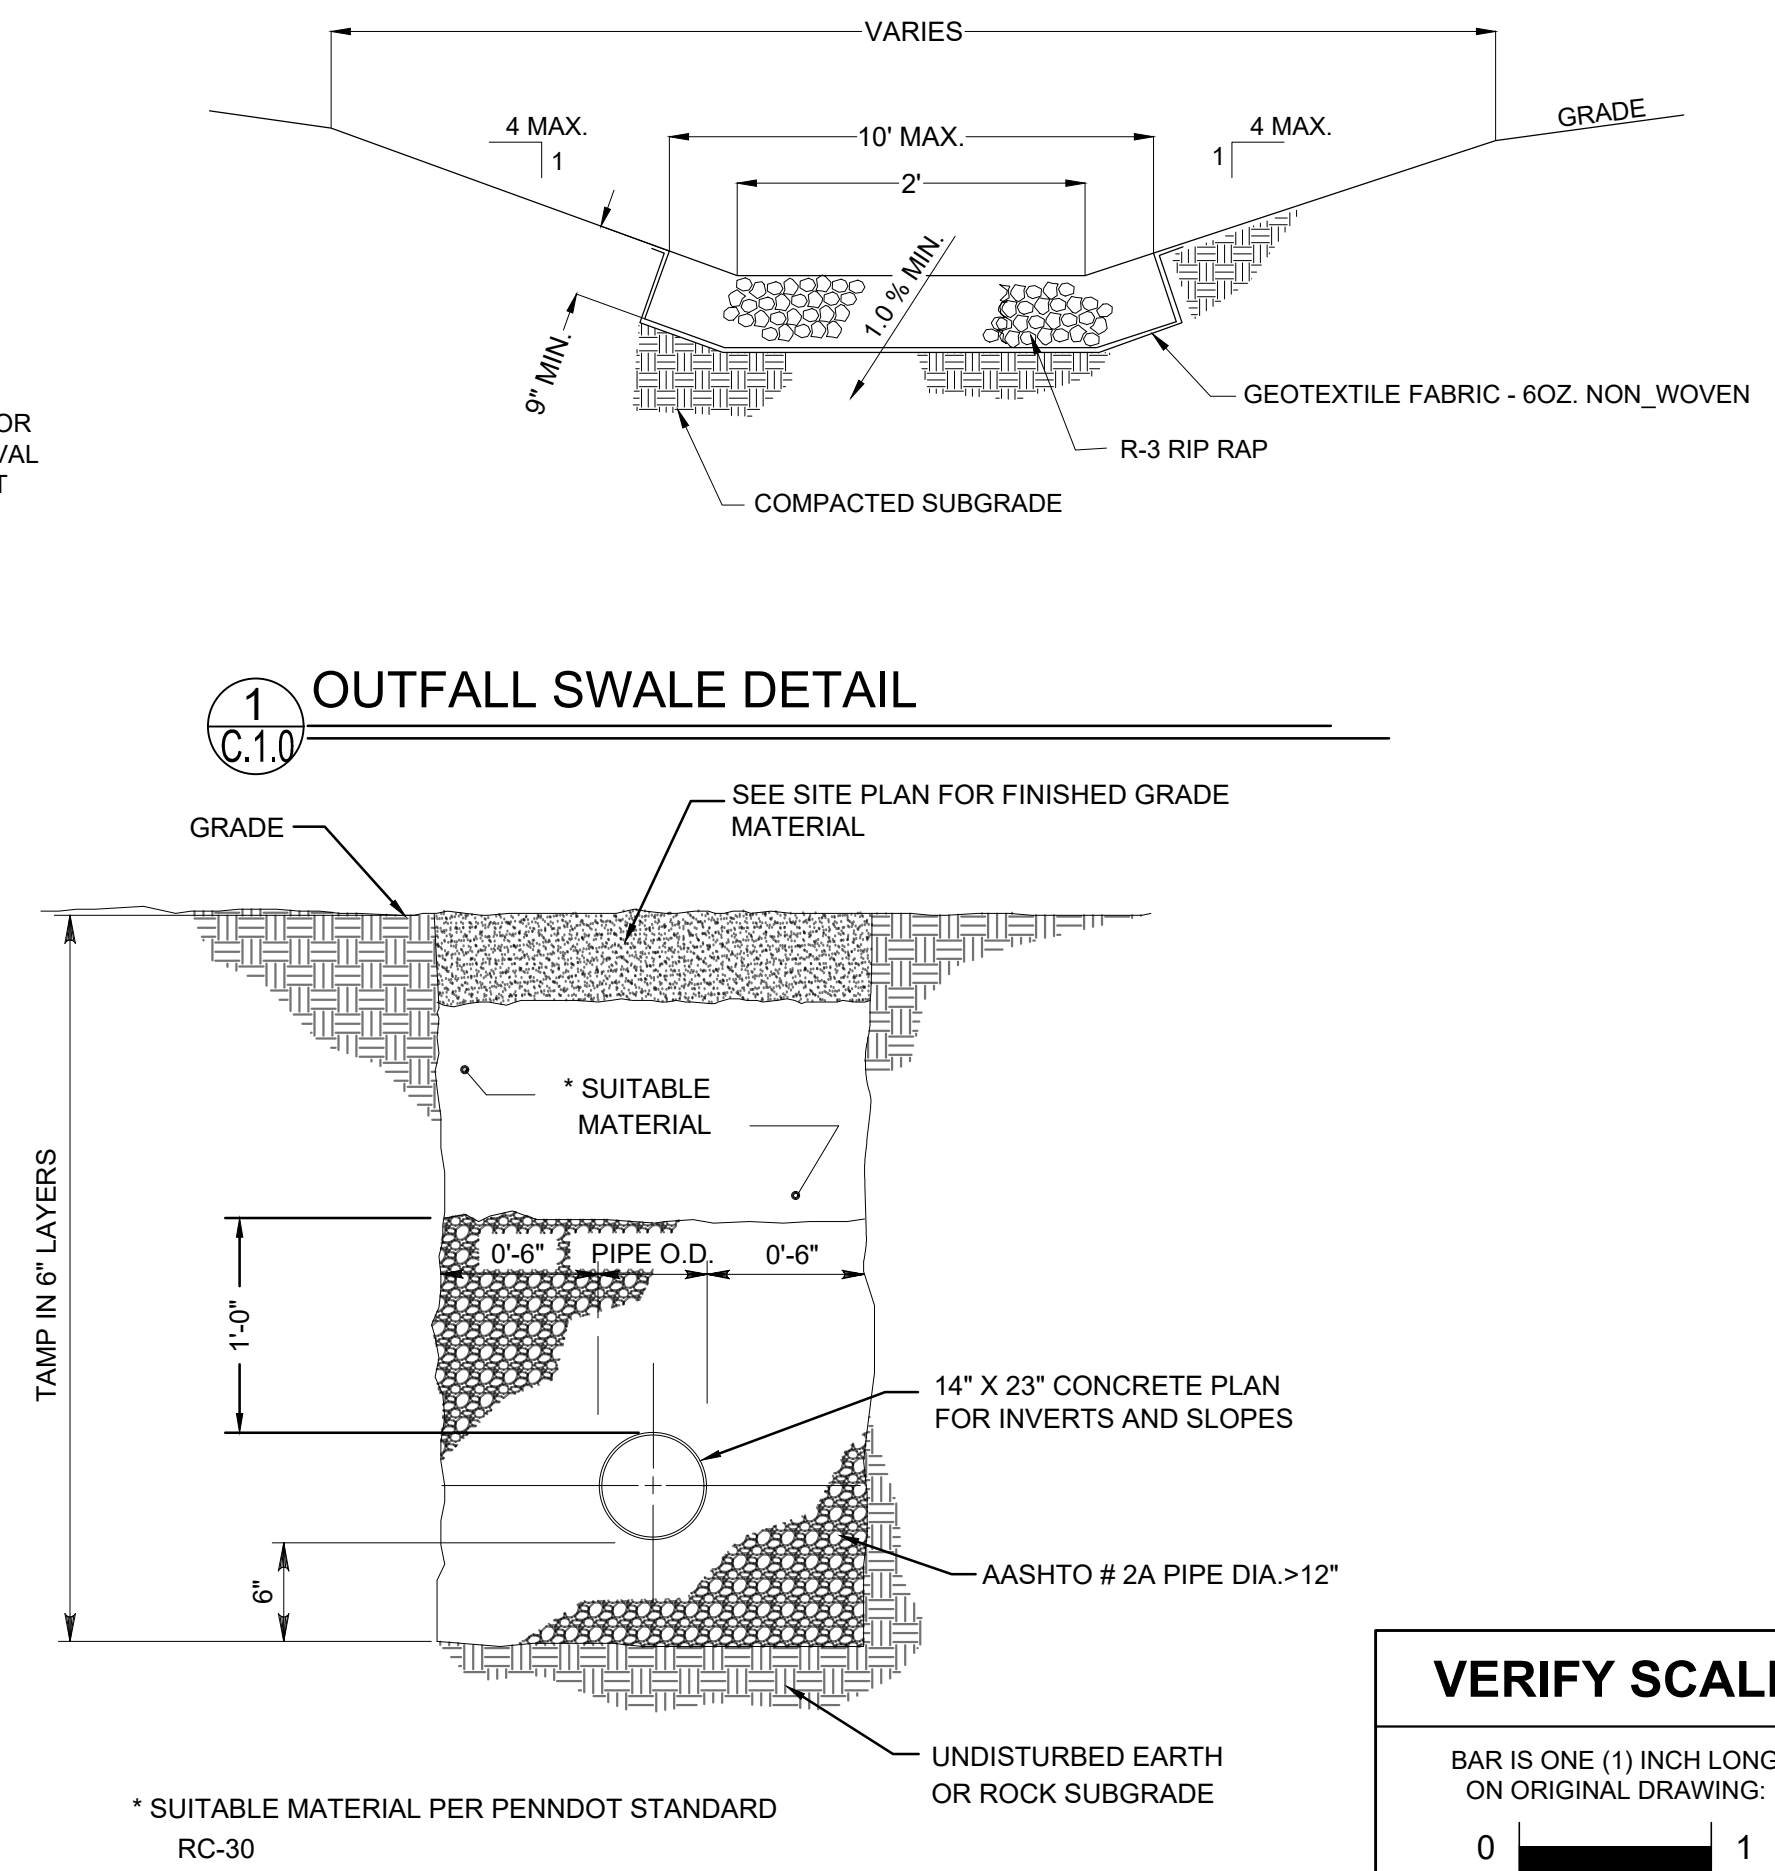 VARIES
4 MAX.
1
10' MAX.
4 MAX.
1
GRADE
2'
1.0 % MIN.
9" MIN.
GEOTEXTILE FABRIC - 6OZ. NON_WOVEN
R-3 RIP RAP
COMPACTED SUBGRADE
OR
VAL
T
1
C.1.0
OUTFALL SWALE DETAIL
SEE SITE PLAN FOR FINISHED GRADE
MATERIAL
GRADE
* SUITABLE
MATERIAL
TAMP IN 6" LAYERS
0'-6"
PIPE O.D.
0'-6"
1'-0"
14" X 23" CONCRETE PLAN
FOR INVERTS AND SLOPES
6"
AASHTO # 2A PIPE DIA.>12"
UNDISTURBED EARTH
OR ROCK SUBGRADE
* SUITABLE MATERIAL PER PENNDOT STANDARD
RC-30
VERIFY SCALE
BAR IS ONE (1) INCH LONG
ON ORIGINAL DRAWING:
0
1